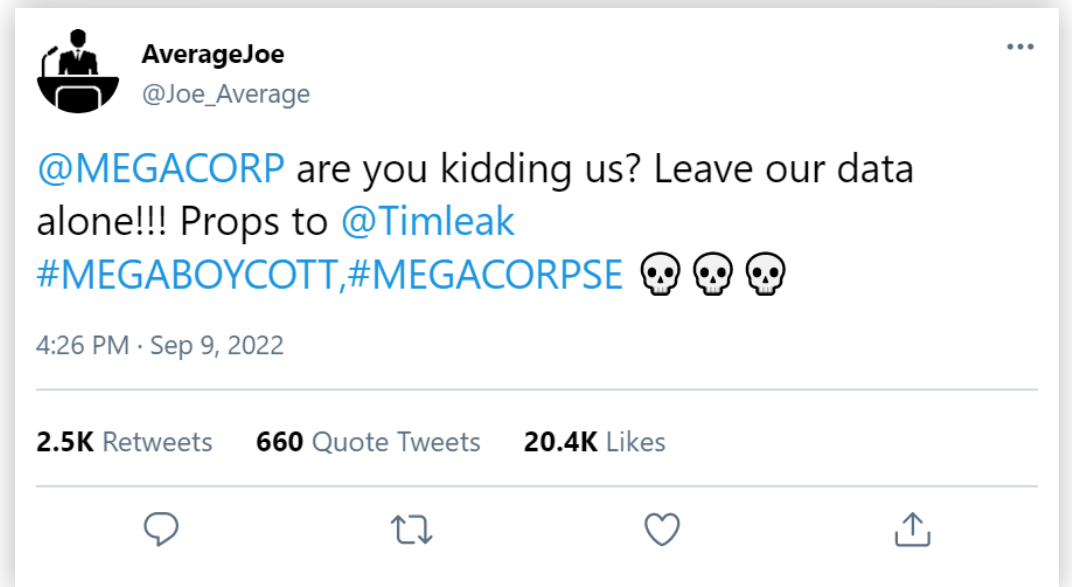 AverageJoe
@Joe_Average
@MEGACORP are you kidding us? Leave our data
alone!!! Props to @Timleak
#MEGABOYCOTT,#MEGACORPSE 💀💀💀
4:26 PM · Sep 9, 2022
2.5K Retweets 660 Quote Tweets 20.4K Likes